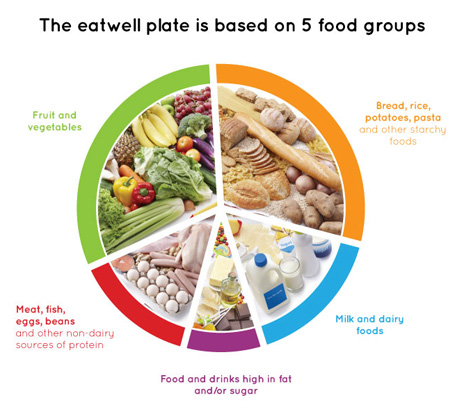 The eatwell plate is based on 5 food groups
Fruit and
vegetables
Bread, rice,
potatoes, pasta
and other starchy
foods
Meat, fish,
eggs, beans
and other non-dairy
sources of protein
Milk and dairy
foods
Food and drinks high in fat
and/or sugar